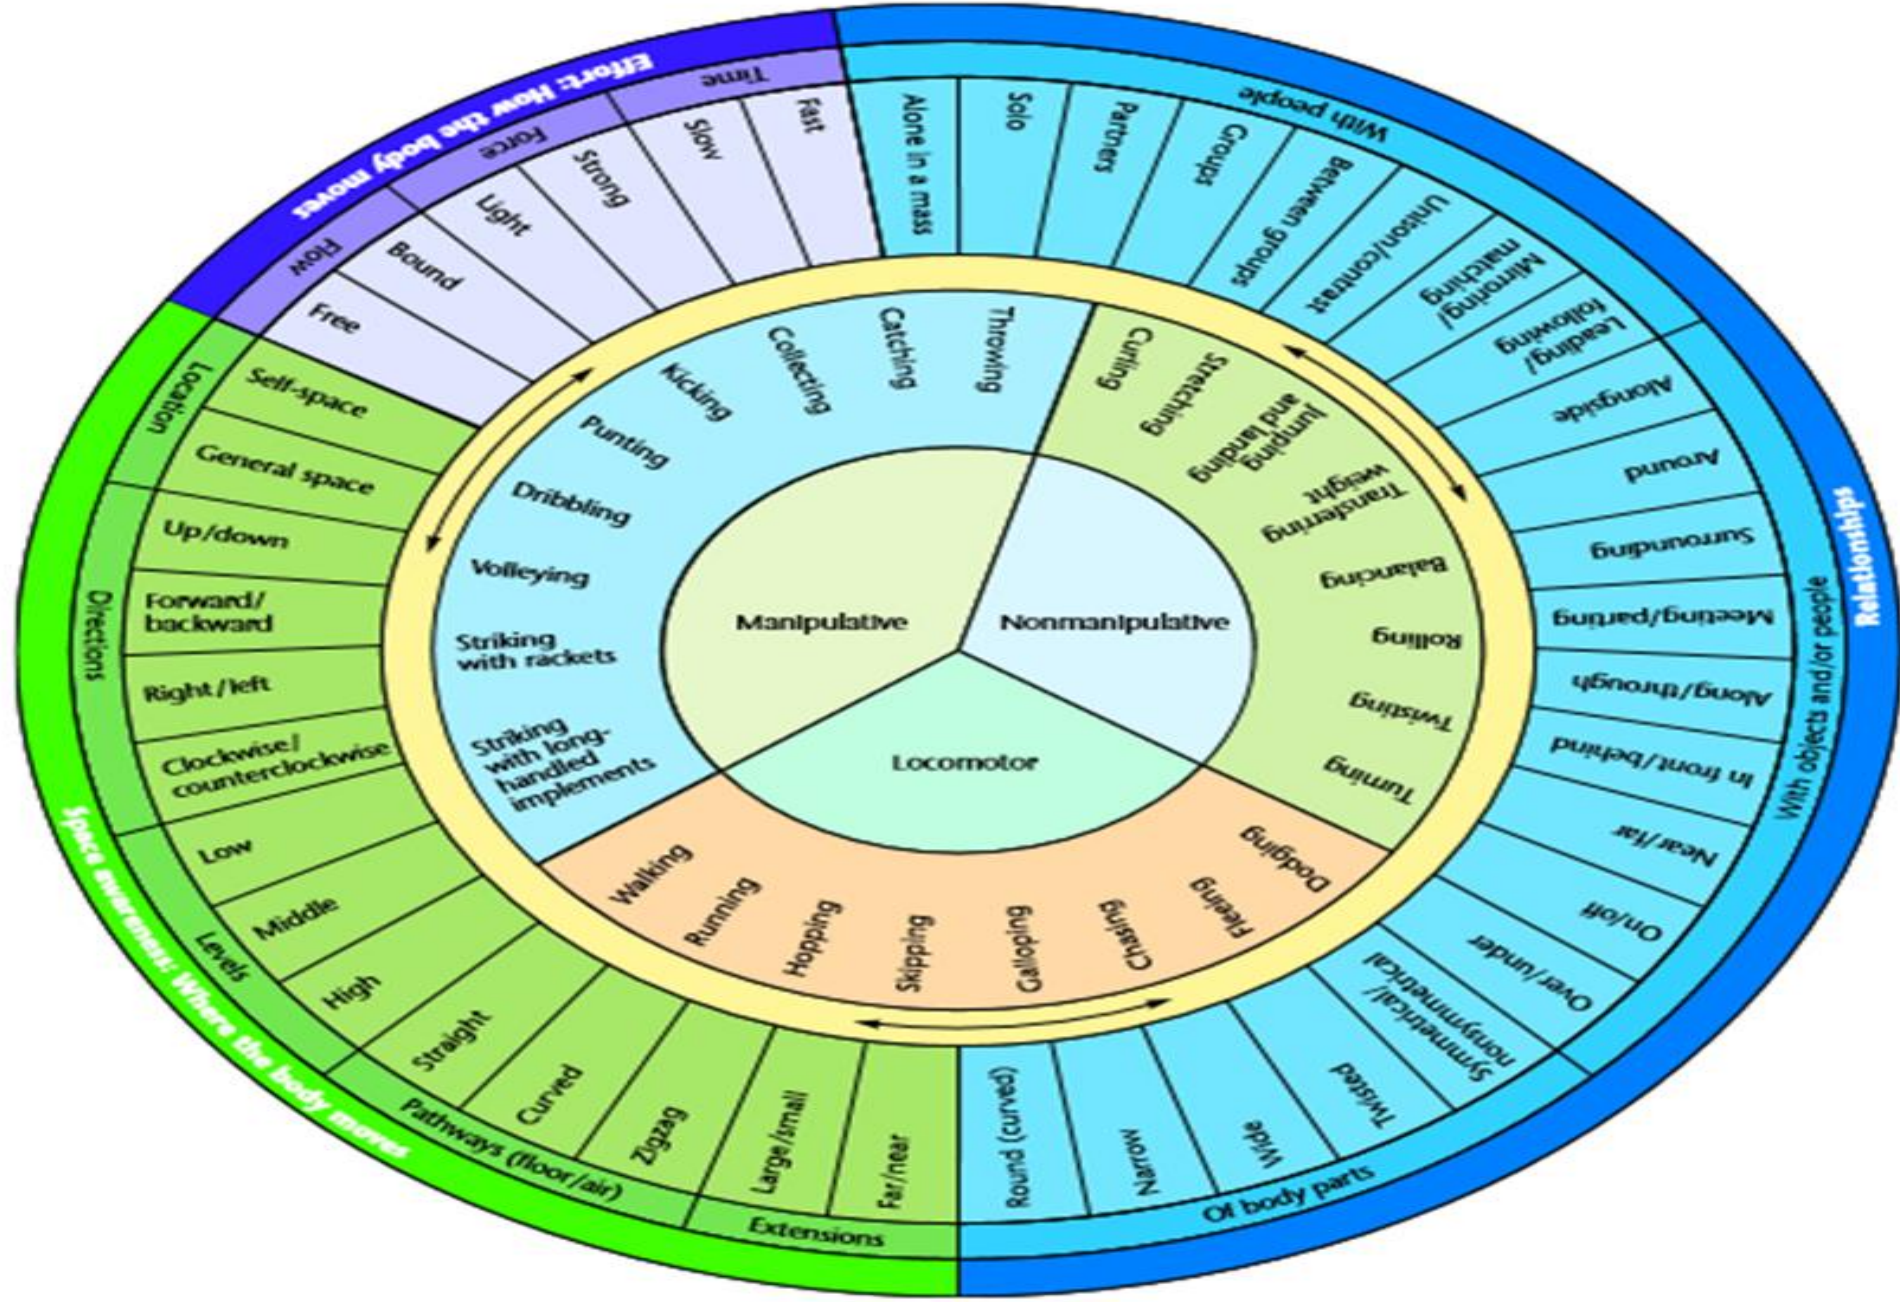 Effort: How the body moves
Time
Force
Flow
Fast
Slow
Strong
Light
Bound
Free
Relationships
With people
Alone in a mass
Solo
Partners
Groups
Between groups
Unison/contrast
Mirroring/
matching
Leading/
following
With objects and/or people
Alongside
Around
Surrounding
Meeting/parting
Along/through
In front/behind
Near/far
On/off
Over/under
Of body parts
Symmetrical/
nonsymmetrical
Twisted
Wide
Narrow
Round (curved)
Space awareness: Where the body moves
Location
Self-space
General space
Directions
Up/down
Forward/
backward
Right/left
Clockwise/
counterclockwise
Levels
Low
Middle
High
Pathways (floor/air)
Straight
Curved
Zigzag
Extensions
Large/small
Far/near
Manipulative
Throwing
Catching
Collecting
Kicking
Punting
Dribbling
Volleying
Striking
with rackets
Striking
with long-
handled
implements
Nonmanipulative
Curling
Stretching
Jumping
and landing
Transferring
weight
Balancing
Rolling
Twisting
Turning
Locomotor
Walking
Running
Hopping
Skipping
Galloping
Chasing
Fleeing
Dodging